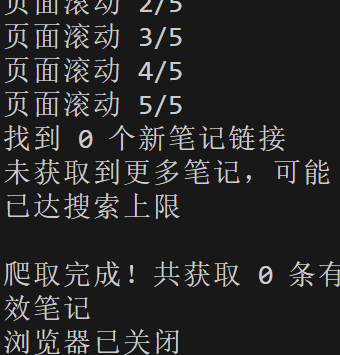 页面滚动 2/5
页面滚动 3/5
页面滚动 4/5
页面滚动 5/5
找到 0 个新笔记链接
未获取到更多笔记，可能
已达搜索上限
爬取完成！共获取 0 条有
效笔记
浏览器已关闭